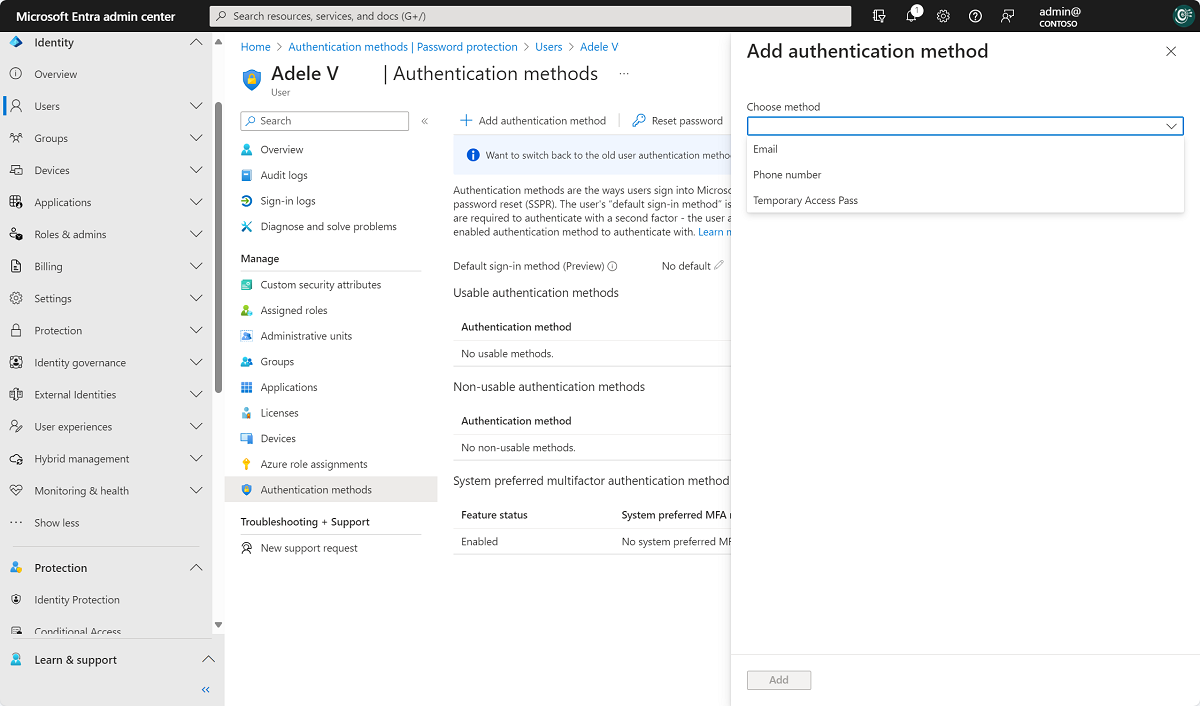 Microsoft Entra admin center
Search resources, services, and docs (G+/)
1
admin@
CONTOSO
Identity
Overview
Users
Groups
Devices
Applications
Roles & admins
Billing
Settings
Protection
Identity governance
External Identities
User experiences
Hybrid management
Monitoring & health
Show less
Protection
Identity Protection
Conditional Access
Learn & support
Home > Authentication methods | Password protection > Users > Adele V
Adele V | Authentication methods ...
User
Search
Overview
Audit logs
Sign-in logs
Diagnose and solve problems
Manage
Custom security attributes
Assigned roles
Administrative units
Groups
Applications
Licenses
Devices
Azure role assignments
Authentication methods
Troubleshooting + Support
New support request
Add authentication method
Reset password
Want to switch back to the old user authentication metho
Authentication methods are the ways users sign into Micros
password reset (SSPR). The user's "default sign-in method" is
are required to authenticate with a second factor - the user a
enabled authentication method to authenticate with. Learn m
Default sign-in method (Preview) No default
Usable authentication methods
Authentication method
No usable methods.
Non-usable authentication methods
Authentication method
No non-usable methods.
System preferred multifactor authentication method
Feature status System preferred MFA
Enabled No system preferred MF
Add authentication method
Choose method
Email
Phone number
Temporary Access Pass
Add